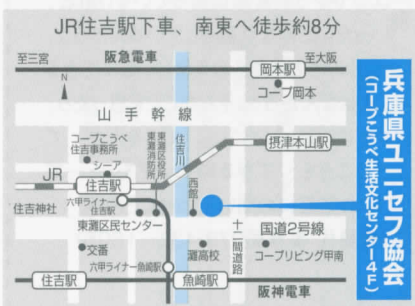 JR住吉駅下車、南東へ徒歩約8分
至三宮
阪急電車
至大阪
岡本駅
コープ岡本
N
山手幹線
コープこうべ
住吉事務所
シーア
東灘区役所
東灘消防所
住吉川
摂津本山駅
JR
住吉駅
六甲ライナー
住吉駅
西館
住吉神社
東灘区民センター
十二間道路
国道2号線
交番
灘高校
コープリビング甲南
六甲ライナー魚崎駅
住吉駅
魚崎駅
阪神電車
兵庫県ユニセフ協会
(コープこうべ生活文化センター4F)